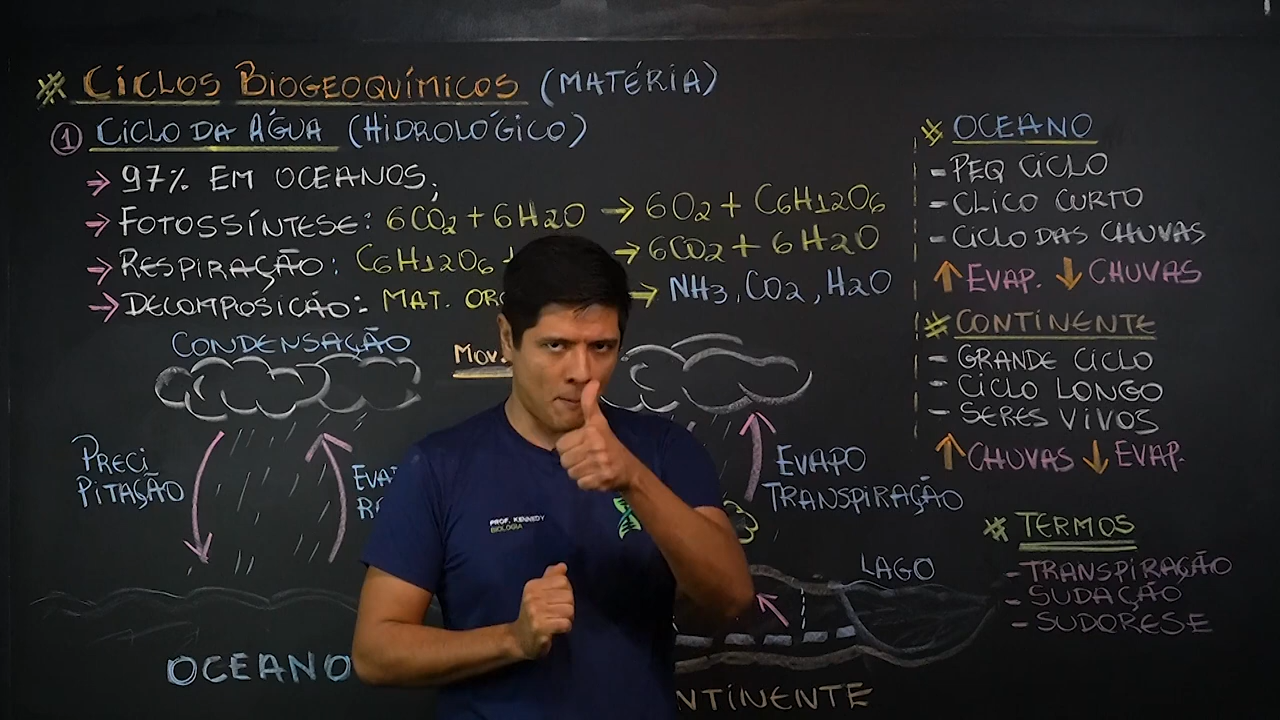 * CICLOS BIOGEOQUÍMICOS (MATÉRIA)
① CICLO DA ÁGUA (HIDROLÓGICO)
→ 97% EM OCEANOS;
→ FOTOSSÍNTESE: 6CO2 + 6H2O → 6O2 + C6H12O6
→ RESPIRAÇÃO: C6H12O6 + → 6CO2 + 6H2O
→ DECOMPOSICÃO: MAT. → NH3, CO2, H2O
CONDENSAÇÃO
MOV.
PRECI
PITAÇÃO
EVAPO
TRANSPIRAÇÃO
LAGO
OCEANO
PROF. KENNEDY
BIOLOGIA
* OCEANO
- PEQ CICLO
- CLICO CURTO
- CICLO DAS CHUVAS
↑ EVAP. ↓ CHUVAS
* CONTINENTE
- GRANDE CICLO
- CICLO LONGO
- SERES VIVOS
↑ CHUVAS ↓ EVAP.
* TERMOS
- TRANSPIRAÇÃO
- SUDAÇÃO
- SUDORESE